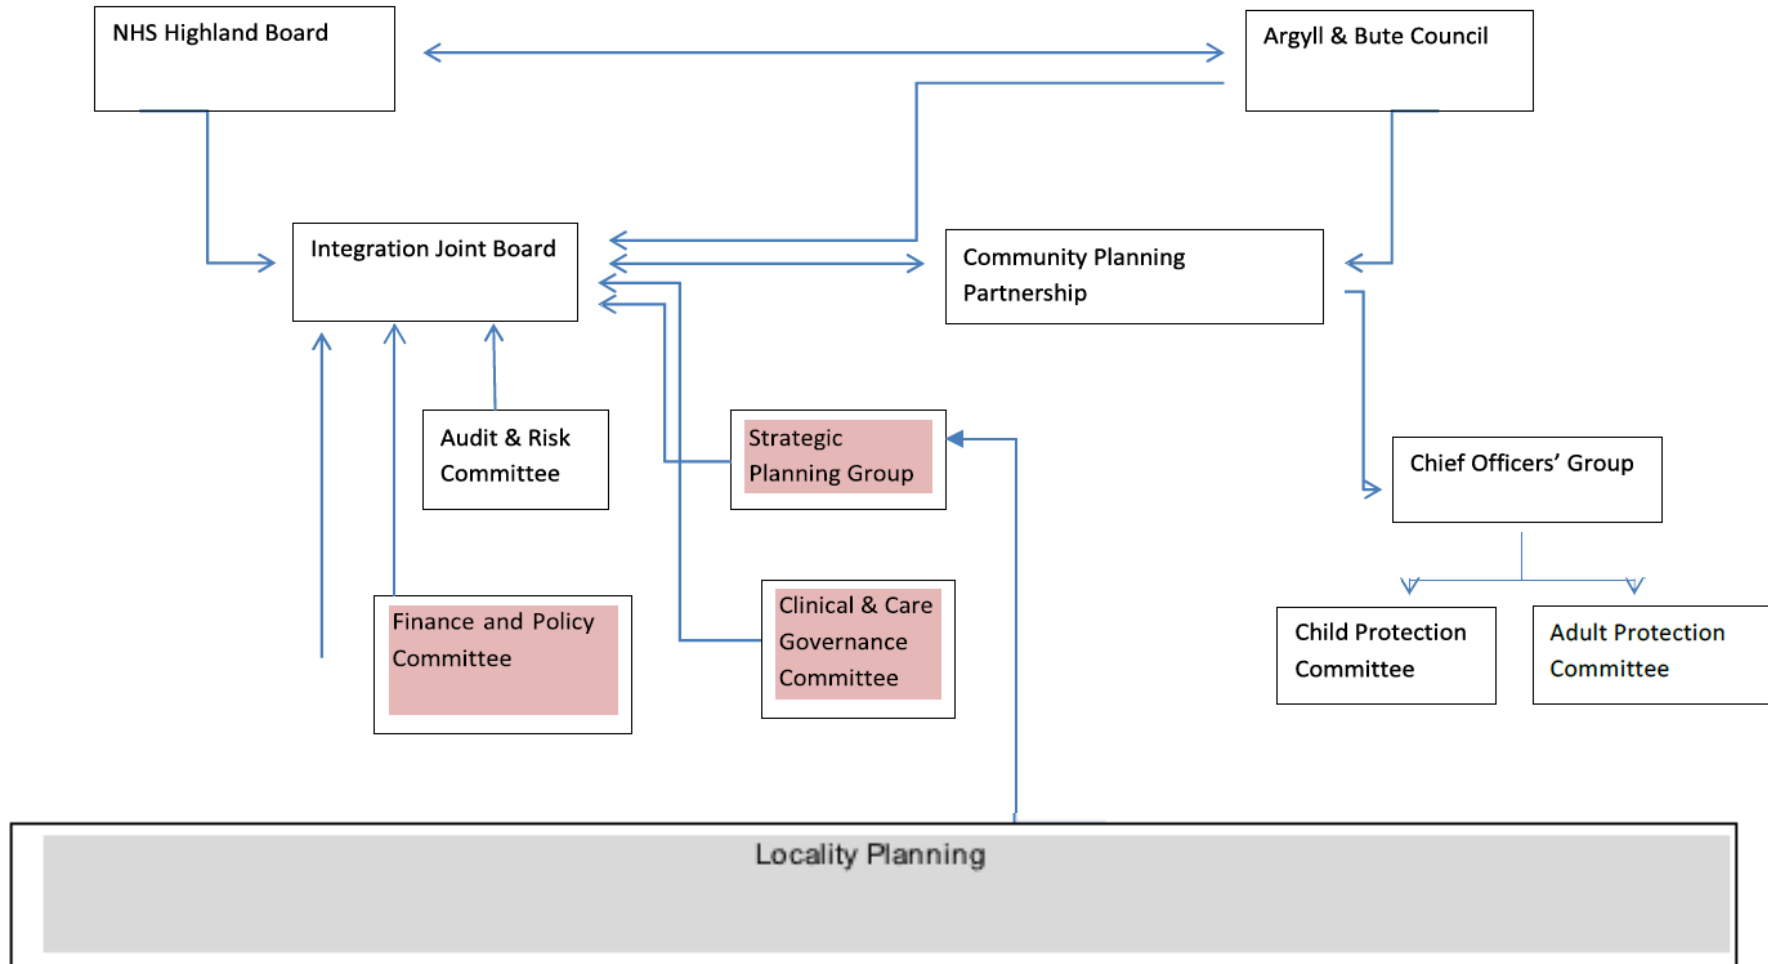 NHS Highland Board
Argyll & Bute Council
Integration Joint Board
Community Planning
Partnership
Audit & Risk
Committee
Strategic
Planning Group
Chief Officers’ Group
Finance and Policy
Committee
Clinical & Care
Governance
Committee
Child Protection
Committee
Adult Protection
Committee
Locality Planning